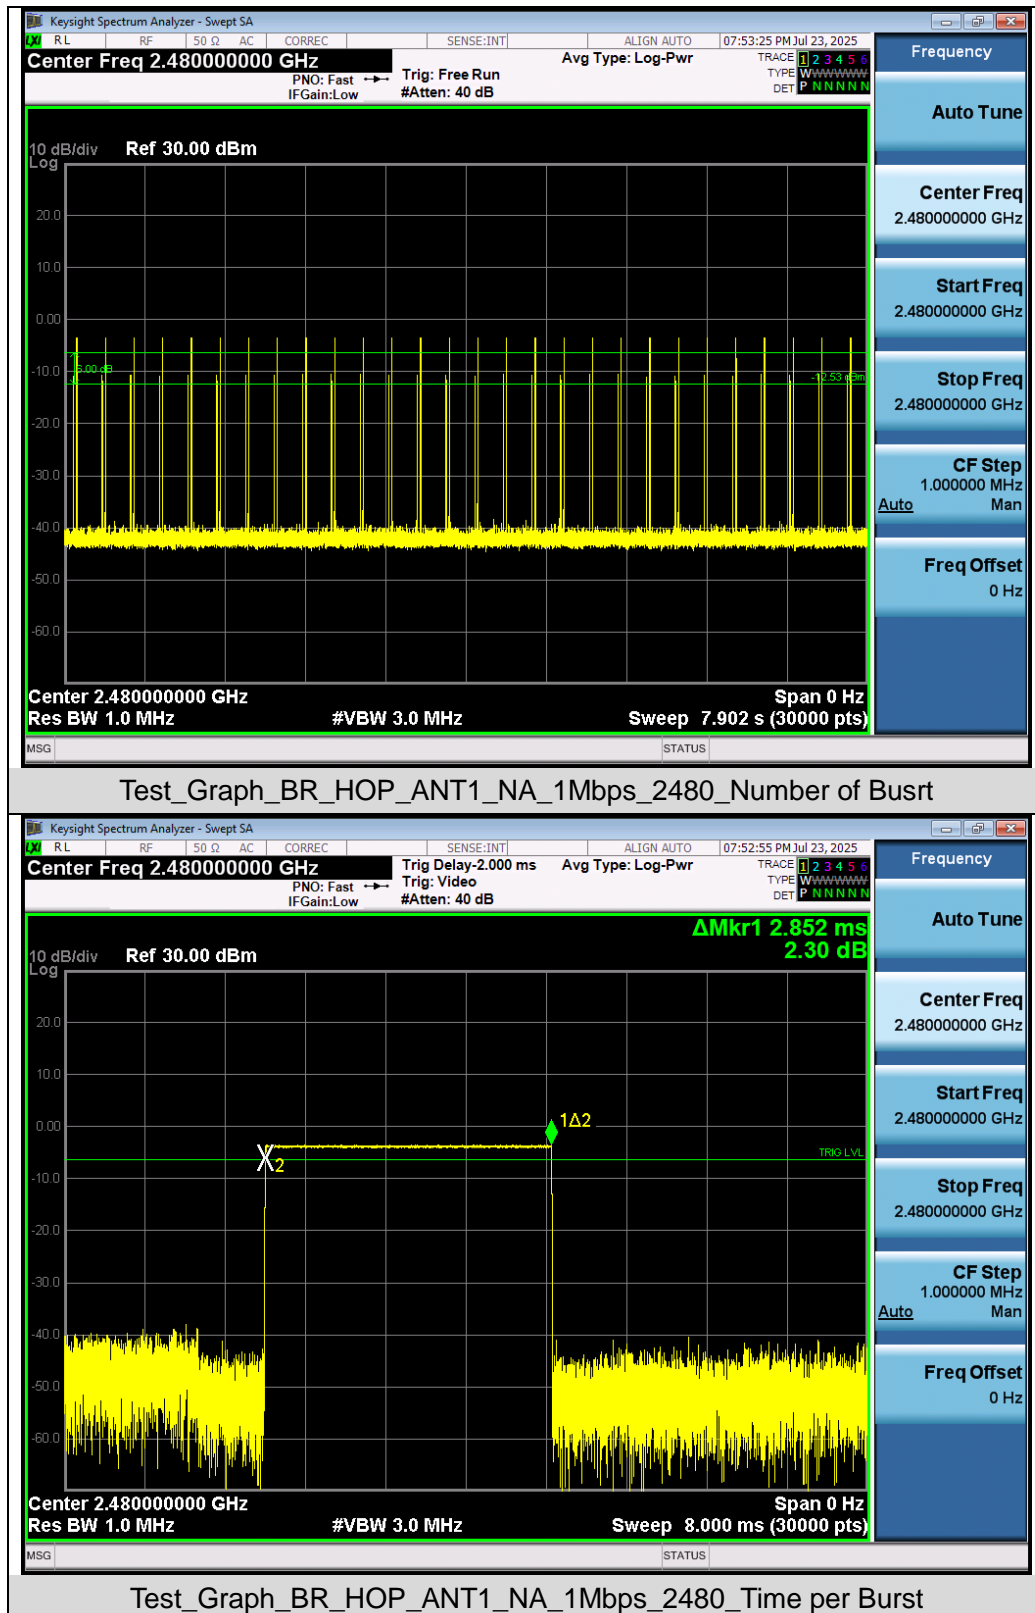 Keysight Spectrum Analyzer - Swept SA
LXI RL RF 50 Ω AC CORREC SENSE:INT ALIGN AUTO 07:53:25 PM Jul 23, 2025
Center Freq 2.480000000 GHz
PNO: Fast
IFGain:Low
Trig: Free Run
#Atten: 40 dB
Avg Type: Log-Pwr
TRACE 1 2 3 4 5 6
TYPE WWWWWW
DET P N N N N N
10 dB/div Ref 30.00 dBm
Log
20.0
10.0
0.00
-10.0
-20.0
-30.0
-40.0
-50.0
-60.0
6.00 dB
-12.53 dBm
Center 2.480000000 GHz Span 0 Hz
Res BW 1.0 MHz #VBW 3.0 MHz Sweep 7.902 s (30000 pts)
MSG STATUS
Frequency
Auto Tune
Center Freq
2.480000000 GHz
Start Freq
2.480000000 GHz
Stop Freq
2.480000000 GHz
CF Step
1.000000 MHz
Auto Man
Freq Offset
0 Hz
Test_Graph_BR_HOP_ANT1_NA_1Mbps_2480_Number of Busrt
Keysight Spectrum Analyzer - Swept SA
LXI RL RF 50 Ω AC CORREC SENSE:INT ALIGN AUTO 07:52:55 PM Jul 23, 2025
Center Freq 2.480000000 GHz
PNO: Fast
IFGain:Low
Trig Delay-2.000 ms
Trig: Video
#Atten: 40 dB
Avg Type: Log-Pwr
TRACE 1 2 3 4 5 6
TYPE WWWWWW
DET P N N N N N
ΔMkr1 2.852 ms
2.30 dB
10 dB/div Ref 30.00 dBm
Log
20.0
10.0
0.00
-10.0
-20.0
-30.0
-40.0
-50.0
-60.0
1Δ2
2
TRIG LVL
Center 2.480000000 GHz Span 0 Hz
Res BW 1.0 MHz #VBW 3.0 MHz Sweep 8.000 ms (30000 pts)
MSG STATUS
Frequency
Auto Tune
Center Freq
2.480000000 GHz
Start Freq
2.480000000 GHz
Stop Freq
2.480000000 GHz
CF Step
1.000000 MHz
Auto Man
Freq Offset
0 Hz
Test_Graph_BR_HOP_ANT1_NA_1Mbps_2480_Time per Burst